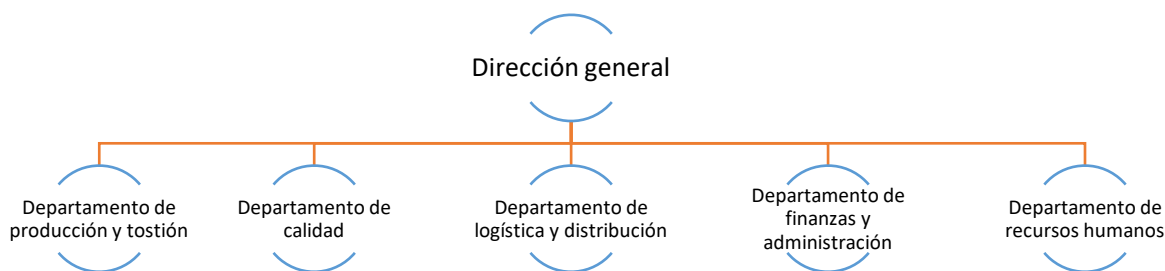 Dirección general
Departamento de
producción y tostión
Departamento de
calidad
Departamento de
logística y distribución
Departamento de
finanzas y
administración
Departamento de
recursos humanos